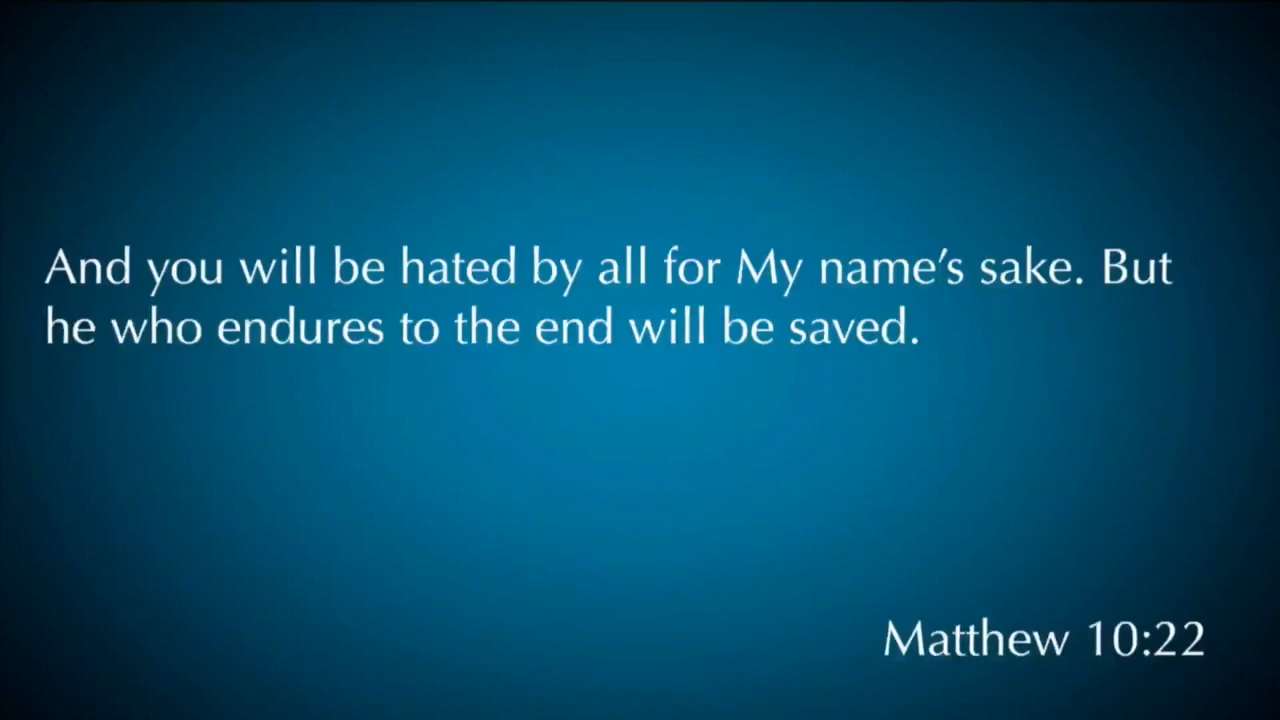 And you will be hated by all for My name’s sake. But
he who endures to the end will be saved.
Matthew 10:22